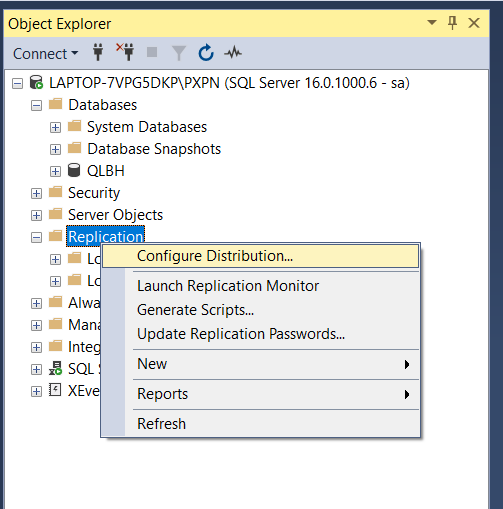 Object Explorer
Connect
LAPTOP-7VPG5DKP\PXPN (SQL Server 16.0.1000.6 - sa)
Databases
System Databases
Database Snapshots
QLBH
Security
Server Objects
Replication
Configure Distribution...
Lo
Launch Replication Monitor
Lo
Generate Scripts...
Alwa
Mana
Update Replication Passwords...
Integ
New
SQL S
XEve
Reports
Refresh